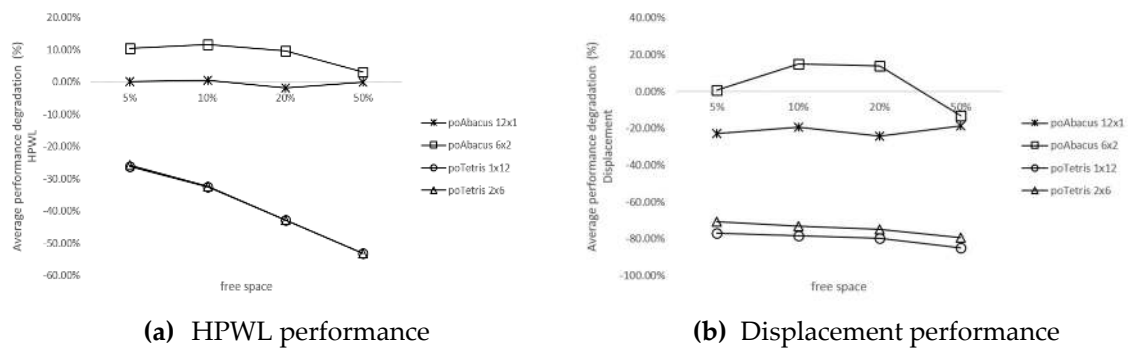 Average performance degradation (%)
HPWL
20.00%
10.00%
0.00%
-10.00%
-20.00%
-30.00%
-40.00%
-50.00%
-60.00%
5%
10%
20%
50%
free space
poAbacus 12x1
poAbacus 6x2
poTetris 1x12
poTetris 2x6
(a) HPWL performance
Average performance degradation (%)
Displacement
40.00%
20.00%
0.00%
-20.00%
-40.00%
-60.00%
-80.00%
-100.00%
5%
10%
20%
50%
free space
poAbacus 12x1
poAbacus 6x2
poTetris 1x12
poTetris 2x6
(b) Displacement performance